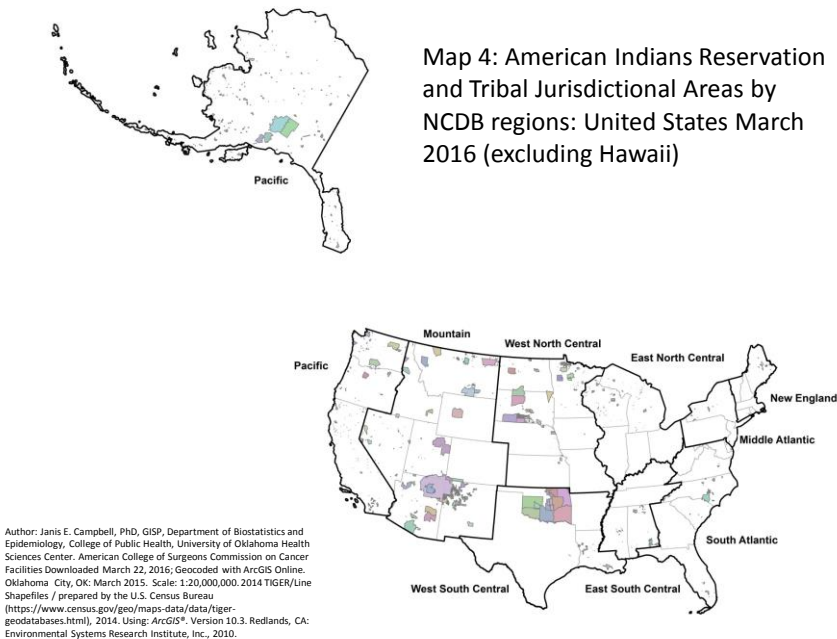 Map 4: American Indians Reservation
and Tribal Jurisdictional Areas by
NCDB regions: United States March
2016 (excluding Hawaii)
Pacific
Mountain
West North Central
East North Central
Pacific
New England
Middle Atlantic
South Atlantic
West South Central
East South Central
Author: Janis E. Campbell, PhD, GISP, Department of Biostatistics and
Epidemiology, College of Public Health, University of Oklahoma Health
Sciences Center. American College of Surgeons Commission on Cancer
Facilities Downloaded March 22, 2016; Geocoded with ArcGIS Online.
Oklahoma City, OK: March 2015. Scale: 1:20,000,000. 2014 TIGER/Line
Shapefiles / prepared by the U.S. Census Bureau
(https://www.census.gov/geo/maps-data/data/tiger-
geodatabases.html), 2014. Using: ArcGIS®. Version 10.3. Redlands, CA:
Environmental Systems Research Institute, Inc., 2010.